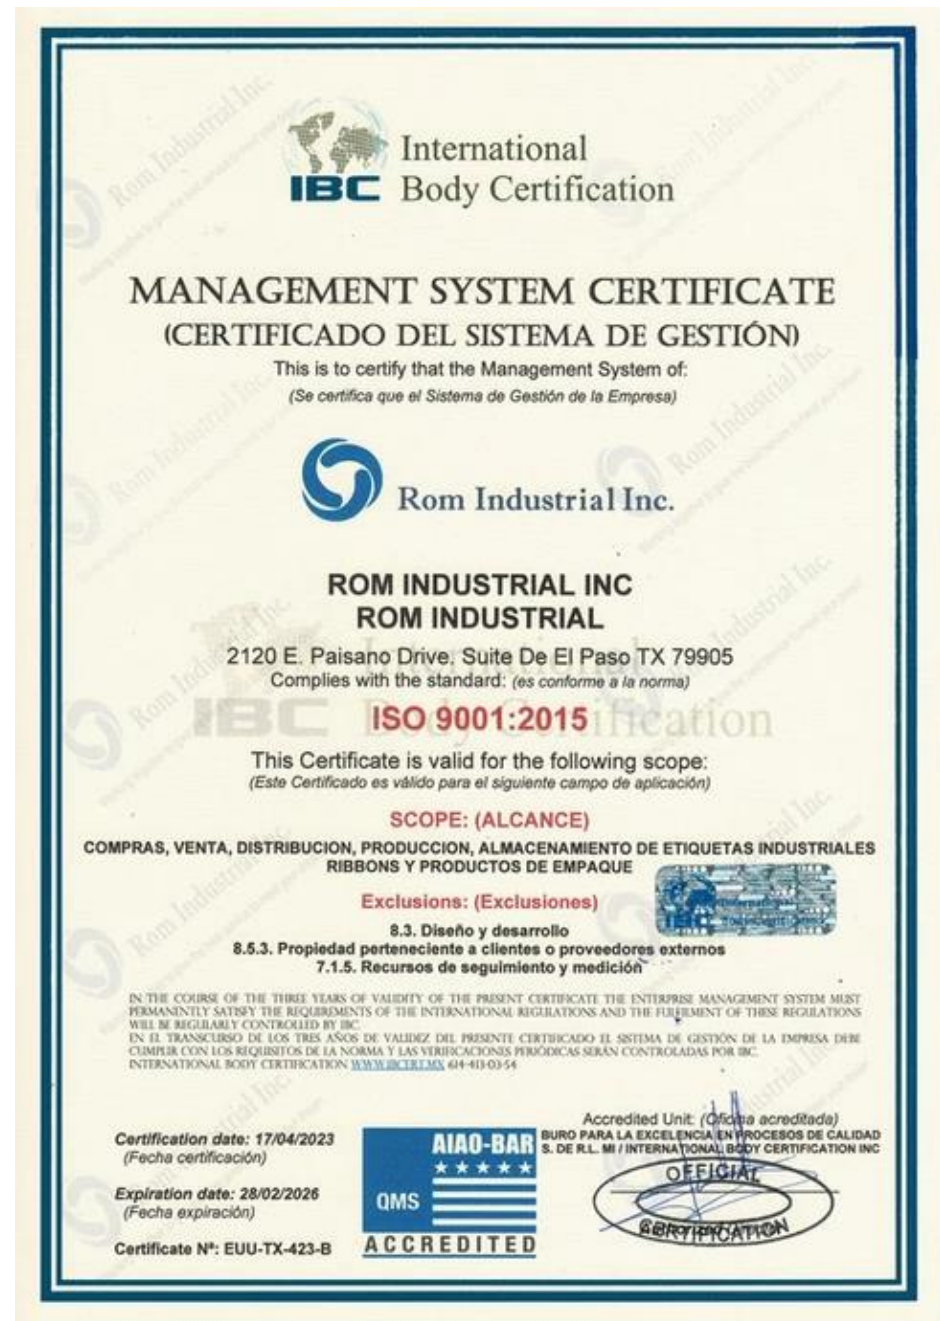 IBC
International
Body Certification
MANAGEMENT SYSTEM CERTIFICATE
(CERTIFICADO DEL SISTEMA DE GESTIÓN)
This is to certify that the Management System of:
(Se certifica que el Sistema de Gestión de la Empresa)
Rom Industrial Inc.
ROM INDUSTRIAL INC
ROM INDUSTRIAL
2120 E. Paisano Drive, Suite De El Paso TX 79905
Complies with the standard: (es conforme a la norma)
ISO 9001:2015
This Certificate is valid for the following scope:
(Este Certificado es válido para el siguiente campo de aplicación)
SCOPE: (ALCANCE)
COMPRAS, VENTA, DISTRIBUCION, PRODUCCION, ALMACENAMIENTO DE ETIQUETAS INDUSTRIALES
RIBBONS Y PRODUCTOS DE EMPAQUE
Exclusions: (Exclusiones)
8.3. Diseño y desarrollo
8.5.3. Propiedad perteneciente a clientes o proveedores externos
7.1.5. Recursos de seguimiento y medición
IN THE COURSE OF THE THREE YEARS OF VALIDITY OF THE PRESENT CERTIFICATE THE ENTERPRISE MANAGEMENT SYSTEM MUST
PERMANENTLY SATISFY THE REQUIREMENTS OF THE INTERNATIONAL REGULATIONS AND THE FULFILMENT OF THESE REGULATIONS
WILL BE REGULARLY CONTROLLED BY IBC.
EN EL TRANSCURSO DE LOS TRES AÑOS DE VALIDEZ DEL PRESENTE CERTIFICADO EL SISTEMA DE GESTIÓN DE LA EMPRESA DEBE
CUMPLIR CON LOS REQUISITOS DE LA NORMA Y LAS VERIFICACIONES PERIÓDICAS SERÁN CONTROLADAS POR IBC.
INTERNATIONAL BODY CERTIFICATION WWW.IBCERT.MX 614-413-03-54
Certification date: 17/04/2023
(Fecha certificación)
Expiration date: 28/02/2026
(Fecha expiración)
Certificate Nº: EUU-TX-423-B
AIAO-BAR
QMS
ACCREDITED
Accredited Unit: (Oficina acreditada)
BURO PARA LA EXCELENCIA EN PROCESOS DE CALIDAD
S. DE R.L. MI / INTERNATIONAL BODY CERTIFICATION INC
OFFICIAL
CERTIFICATION